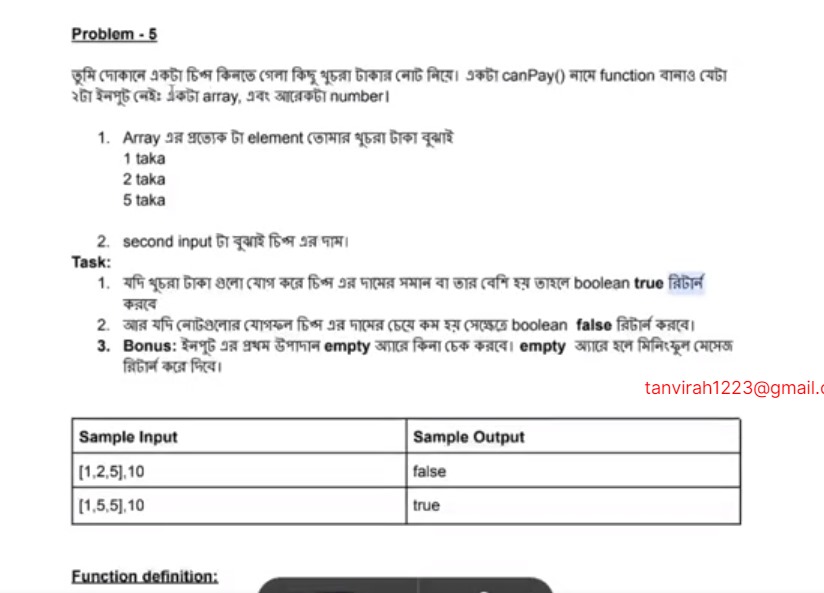 Problem - 5
তুমি দোকানে একটা চিপ্স কিনতে গেলা কিছু খুচরা টাকার নোট নিয়ে। একটা canPay() নামে function বানাও যেটা
২টা ইনপুট নেইঃ একটা array, এবং আরেকটা number।
1. Array এর প্রত্যেক টা element তোমার খুচরা টাকা বুঝাই
1 taka
2 taka
5 taka
2. second input টা বুঝাই চিপ্স এর দাম।
Task:
1. যদি খুচরা টাকা গুলো যোগ করে চিপ্স এর দামের সমান বা তার বেশি হয় তাহলে boolean true রিটার্ন
করবে
2. আর যদি নোটগুলোর যোগফল চিপ্স এর দামের চেয়ে কম হয় সেক্ষেত্রে boolean false রিটার্ন করবে।
3. Bonus: ইনপুট এর প্রথম উপাদান empty অ্যারে কিনা চেক করবে। empty অ্যারে হলে মিনিংফুল মেসেজ
রিটার্ন করে দিবে।
tanvirah1223@gmail.c
Sample Input Sample Output
[1,2,5],10 false
[1,5,5],10 true
Function definition: